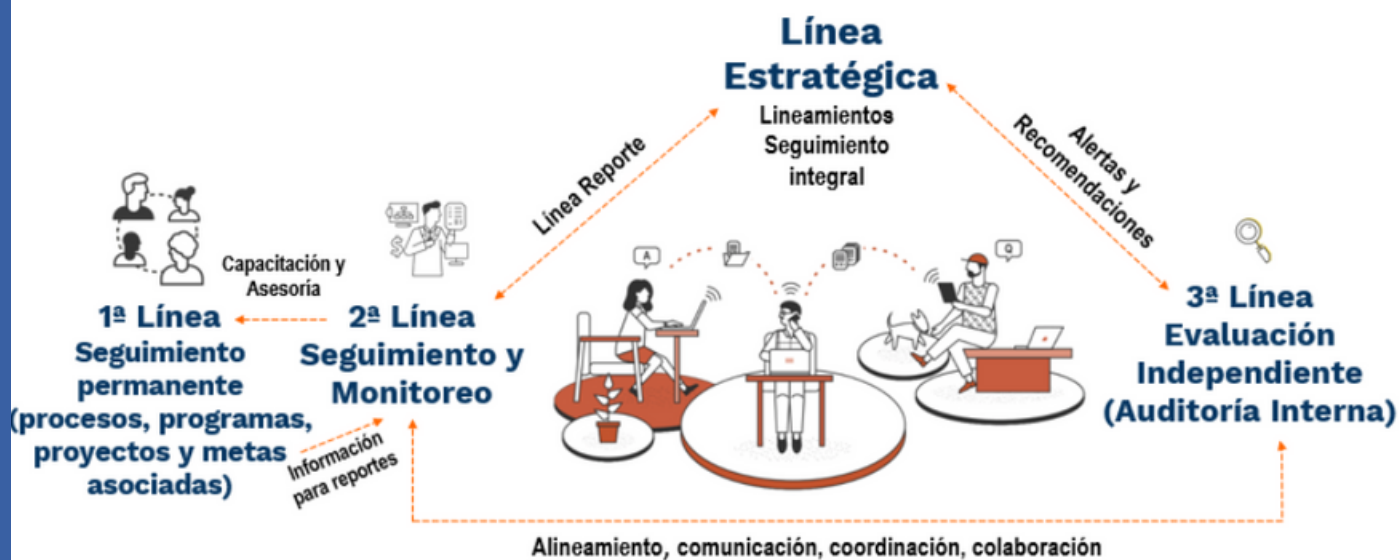 Línea
Estratégica
Lineamientos
Seguimiento
integral
Línea Reporte
Alertas y
Recomendaciones
Capacitación y
Asesoría
1ª Línea
Seguimiento
permanente
(procesos, programas,
proyectos y metas
asociadas)
2ª Línea
Seguimiento y
Monitoreo
Información
para reportes
A
Q
3ª Línea
Evaluación
Independiente
(Auditoría Interna)
Alineamiento, comunicación, coordinación, colaboración